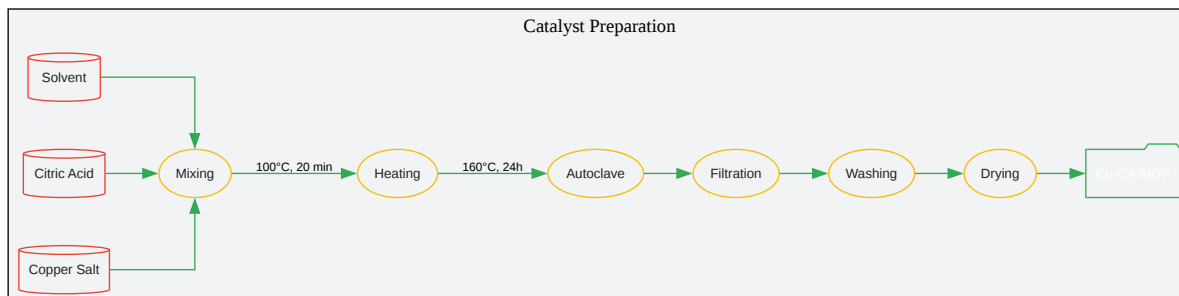 Catalyst Preparation
Solvent
Citric Acid
Mixing
100°C, 20 min
Heating
160°C, 24h
Autoclave
Filtration
Washing
Drying
Cu-CA-MOF
Copper Salt